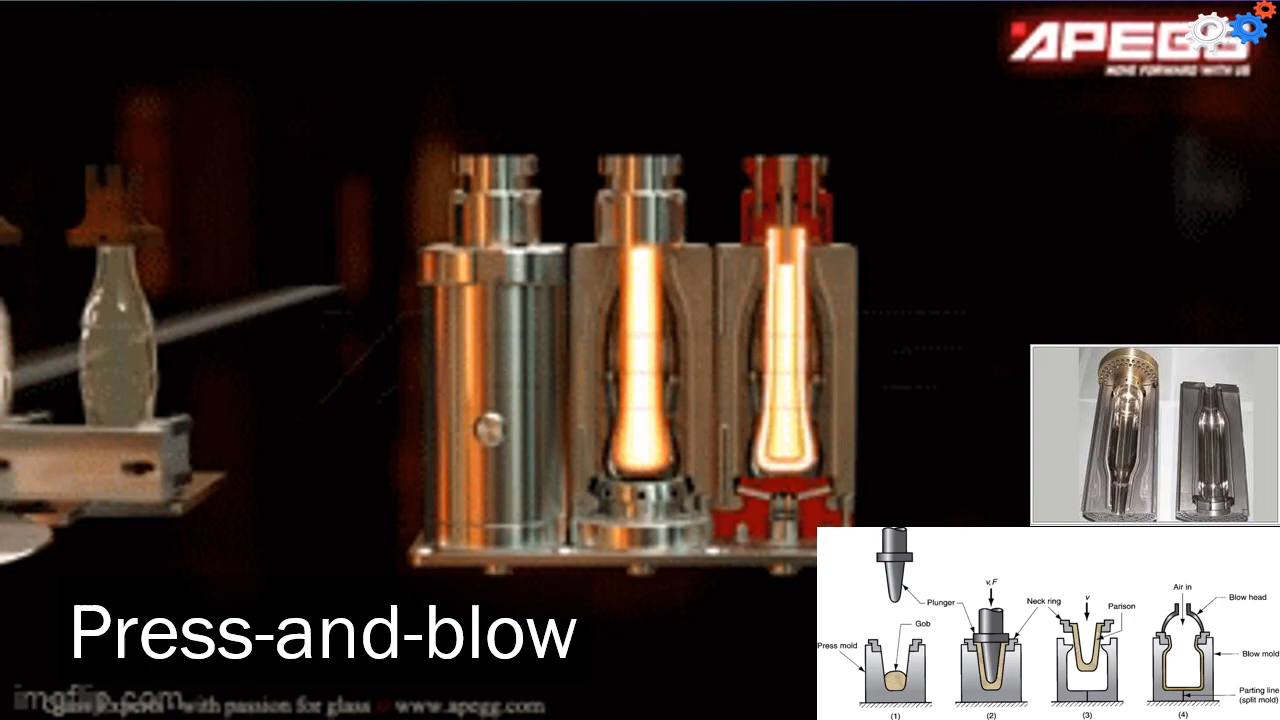 APEGG
MOVE FORWARD WITH US
Press-and-blow
imgflip.com
with passion for glass
www.apegg.com
v, F
Air in
Plunger
Neck ring
v
Parison
Blow head
Gob
Press mold
Blow mold
Parting line
(split mold)
(1)
(2)
(3)
(4)